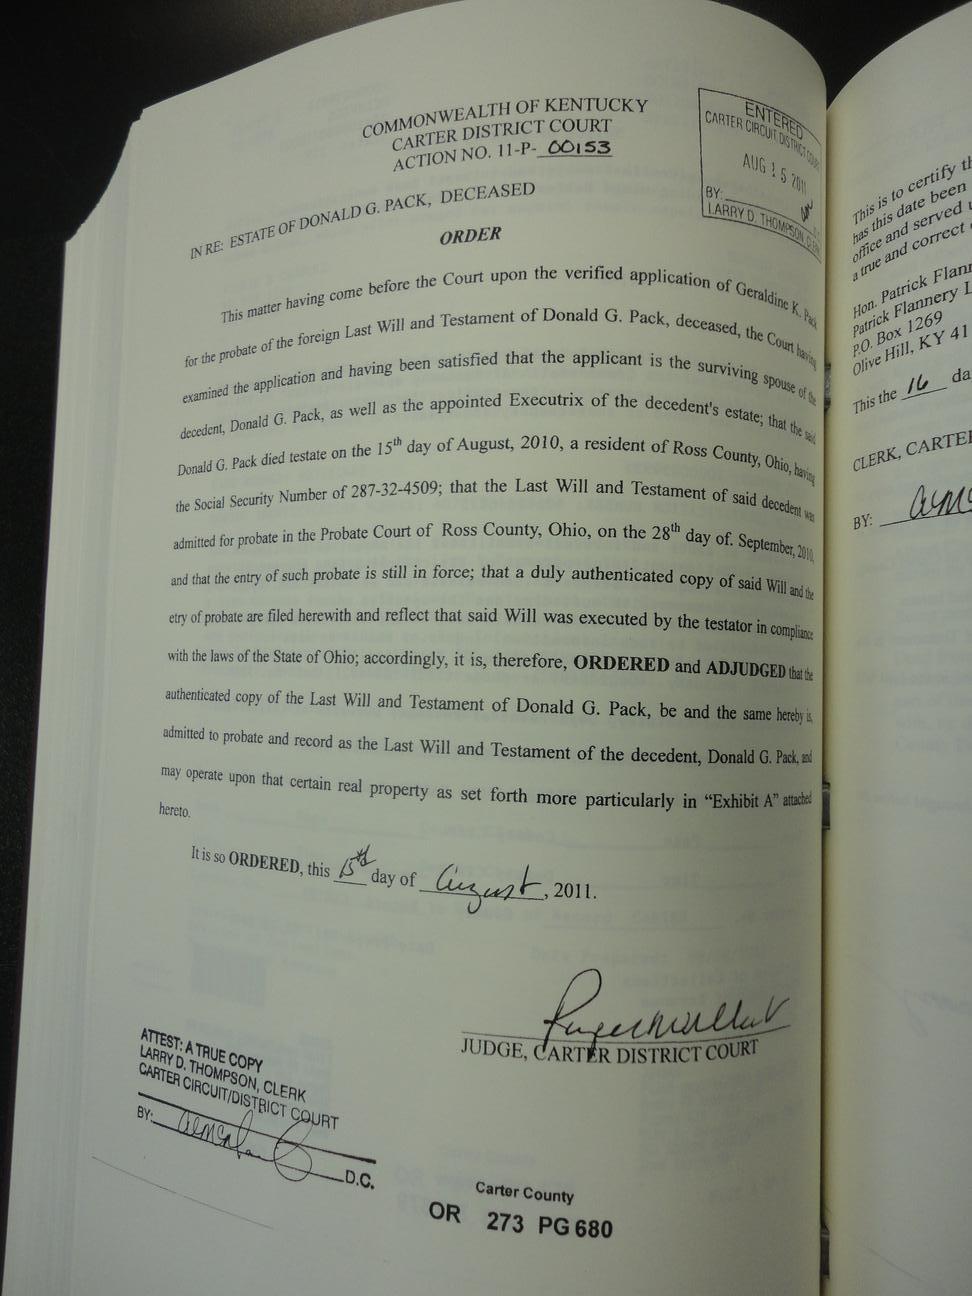 COMMONWEALTH OF KENTUCKY
CARTER DISTRICT COURT
ACTION NO. 11-P- 00153
ENTERED
CARTER CIRCUIT/DISTRICT COURT
AUG 15 2011
BY:
LARRY D. THOMPSON, CLERK
IN RE: ESTATE OF DONALD G. PACK, DECEASED
ORDER
This matter having come before the Court upon the verified application of Geraldine K. Pack
for the probate of the foreign Last Will and Testament of Donald G. Pack, deceased, the Court having
examined the application and having been satisfied that the applicant is the surviving spouse of the
decedent, Donald G. Pack, as well as the appointed Executrix of the decedent's estate; that the said
Donald G. Pack died testate on the 15th day of August, 2010, a resident of Ross County, Ohio, having
the Social Security Number of 287-32-4509; that the Last Will and Testament of said decedent was
admitted for probate in the Probate Court of Ross County, Ohio, on the 28th day of. September, 2010,
and that the entry of such probate is still in force; that a duly authenticated copy of said Will and the
etry of probate are filed herewith and reflect that said Will was executed by the testator in compliance
with the laws of the State of Ohio; accordingly, it is, therefore, ORDERED and ADJUDGED that the
authenticated copy of the Last Will and Testament of Donald G. Pack, be and the same hereby is,
admitted to probate and record as the Last Will and Testament of the decedent, Donald G. Pack, and
may operate upon that certain real property as set forth more particularly in “Exhibit A” attached
hereto.
It is so ORDERED, this 15th day of August, 2011.
JUDGE, CARTER DISTRICT COURT
ATTEST: A TRUE COPY
LARRY D. THOMPSON, CLERK
CARTER CIRCUIT/DISTRICT COURT
BY:
D.C.
Carter County
OR 273 PG 680
This is to certify
has this date been
office and served
a true and correct
Hon. Patrick
Patrick Flannery
P.O. Box 1269
Olive Hill, KY 41
This the 16
CLERK,
BY: